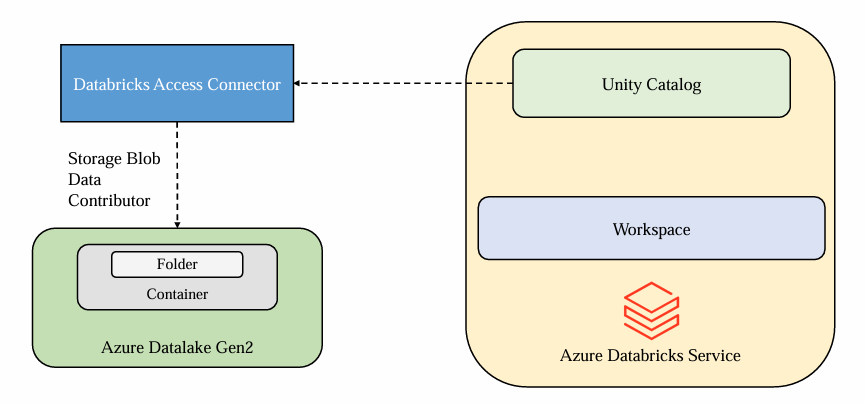 Databricks Access Connector
Unity Catalog
Storage Blob
Data
Contributor
Workspace
Folder
Container
Azure Datalake Gen2
Azure Databricks Service